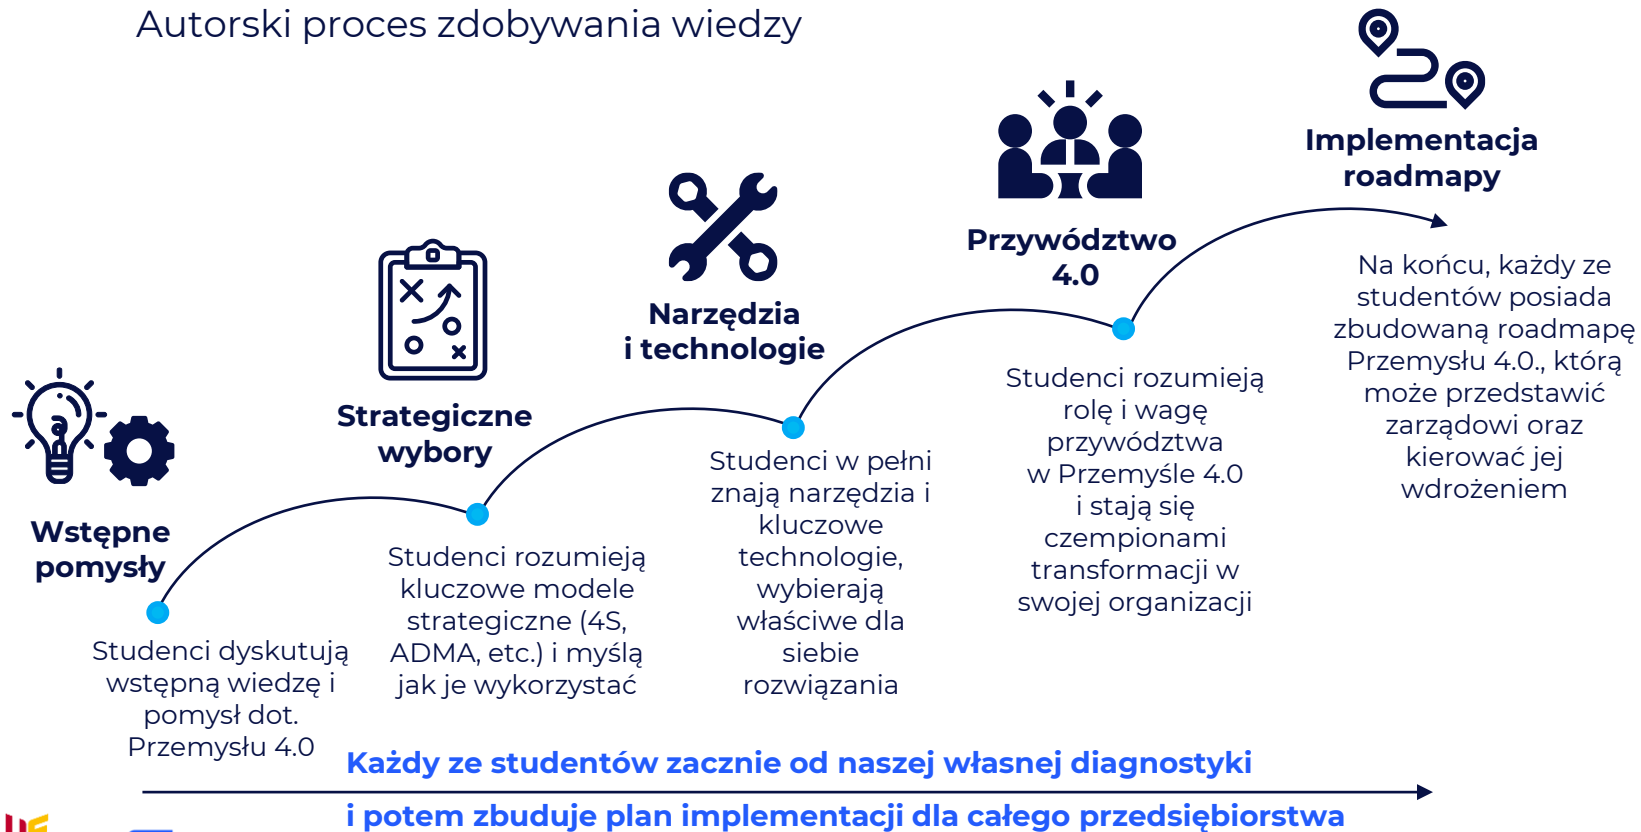 Autorski proces zdobywania wiedzy
Wstępne
pomysły
Studenci dyskutują
wstępną wiedzę i
pomysł dot.
Przemysłu 4.0
Strategiczne
wybory
Studenci rozumieją
kluczowe modele
strategiczne (4S,
ADMA, etc.) i myślą
jak je wykorzystać
Narzędzia
i technologie
Studenci w pełni
znają narzędzia i
kluczowe
technologie,
wybierają
właściwe dla
siebie
rozwiązania
Przywództwo
4.0
Studenci rozumieją
rolę i wagę
przywództwa
w Przemyśle 4.0
i stają się
czempionami
transformacji w
swojej organizacji
Implementacja
roadmapy
Na końcu, każdy ze
studentów posiada
zbudowaną roadmapę
Przemysłu 4.0., którą
może przedstawić
zarządowi oraz
kierować jej
wdrożeniem
Każdy ze studentów zacznie od naszej własnej diagnostyki
i potem zbuduje plan implementacji dla całego przedsiębiorstwa